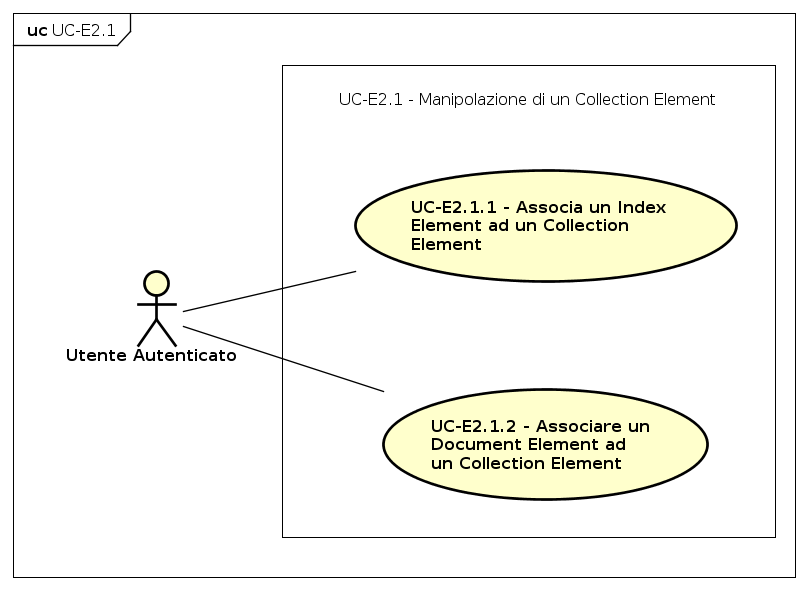 uc UC-E2.1
UC-E2.1 - Manipolazione di un Collection Element
UC-E2.1.1 - Associa un Index
Element ad un Collection
Element
Utente Autenticato
UC-E2.1.2 - Associare un
Document Element ad
un Collection Element